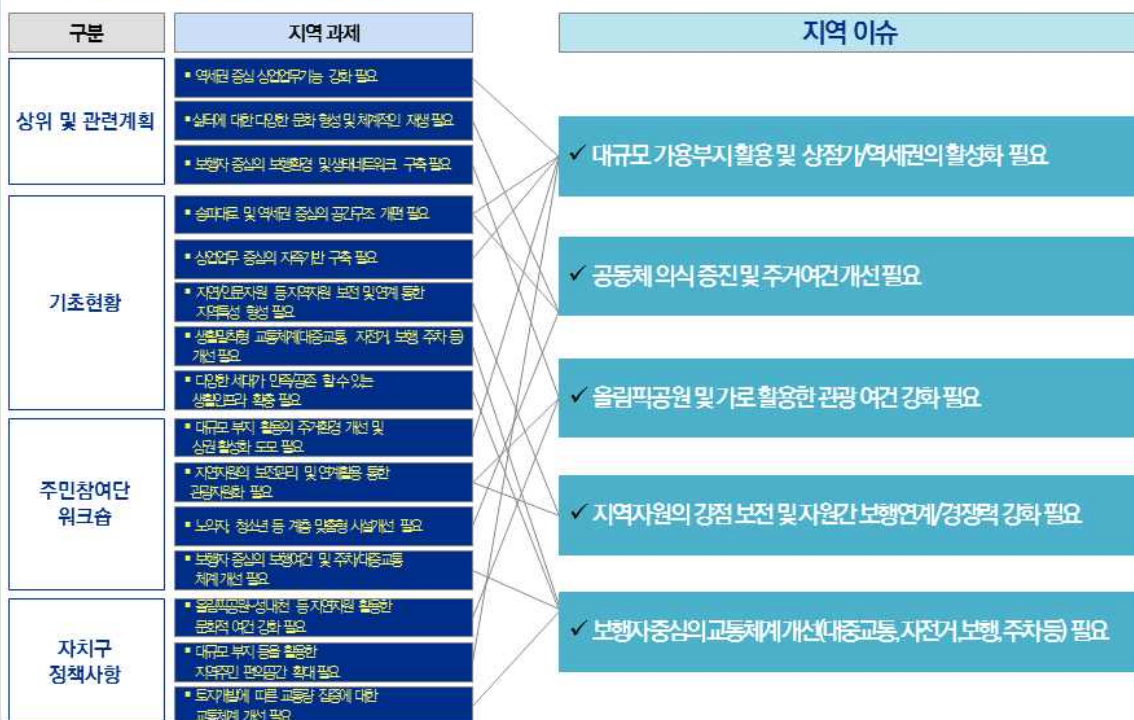 구분
지역 과제
지역 이슈
상위 및 관련계획
▪ 역세권 중심 상업업무기능 강화 필요
▪ 쉼터에 대한 다양한 문화 형성 및 체계적인 재생 필요
▪ 보행자 중심의 보행환경 및 생태네트워크 구축 필요
기초현황
▪ 송파대로 및 역세권 중심의 공간구조 개편 필요
▪ 상업업무 중심의 자족기반 구축 필요
▪ 자연/인문자원 등 지역자원 보전 및 연계 통한
지역특성 형성 필요
▪ 생활밀착형 교통체계(대중교통, 자전거, 보행, 주차 등)
개선 필요
▪ 다양한 세대가 만족/공존 할 수 있는
생활인프라 확충 필요
주민참여단
워크숍
▪ 대규모 부지 활용의 주거환경 개선 및
상권 활성화 도모 필요
▪ 자연자원의 보전관리 및 연계활용 통한
관광자원화 필요
▪ 노약자, 청소년 등 계층 맞춤형 시설개선 필요
▪ 보행자 중심의 보행여건 및 주차/대중교통
체계 개선 필요
자치구
정책사항
▪ 올림픽공원-성내천 등 자연자원 활용한
문화적 여건 강화 필요
▪ 대규모 부지 등을 활용한
지역주민 편의공간 확대 필요
▪ 토지개발에 따른 교통량 집중에 대한
교통체계 개선 필요
✓ 대규모 가용부지 활용 및 상점가/역세권의 활성화 필요
✓ 공동체 의식 증진 및 주거여건 개선 필요
✓ 올림픽공원 및 가로 활용한 관광 여건 강화 필요
✓ 지역자원의 강점 보전 및 자원간 보행연계/경쟁력 강화 필요
✓ 보행자중심의 교통체계 개선(대중교통, 자전거, 보행, 주차 등) 필요